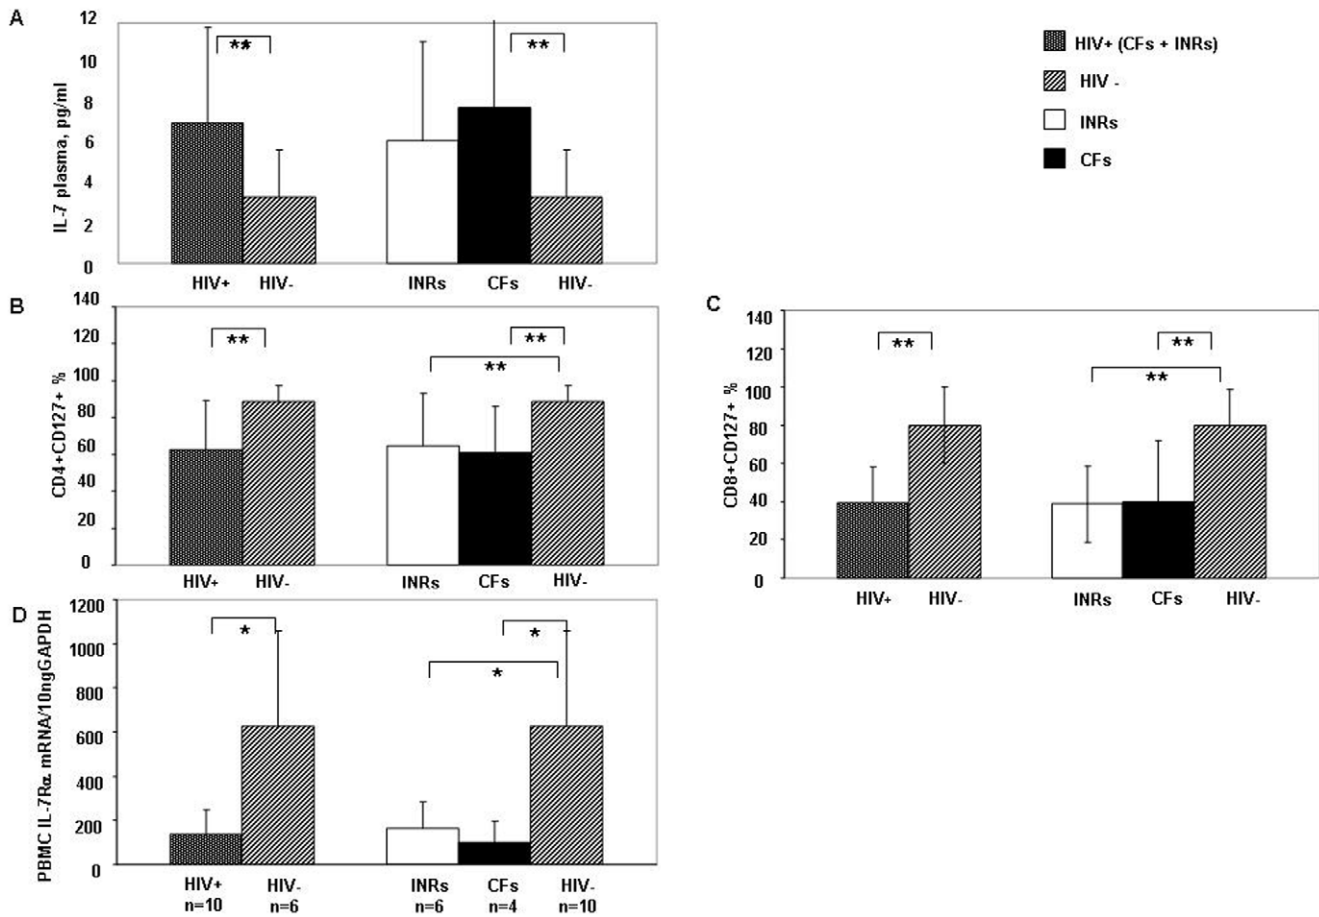 A
12
10
8
6
4
2
0
IL-7 plasma, pg/ml
**
**
HIV+ HIV- INRs CFs HIV-
HIV+ (CFs + INRs)
HIV -
INRs
CFs
B
140
120
100
80
60
40
20
0
CD4+CD127+ %
**
**
**
HIV+ HIV- INRs CFs HIV-
C
140
120
100
80
60
40
20
0
CD8+CD127+ %
**
**
**
HIV+ HIV- INRs CFs HIV-
D
1200
1000
800
600
400
200
0
PBMC IL-7Rα mRNA/10ngGAPDH
*
*
*
HIV+ HIV- INRs CFs HIV-
n=10 n=6 n=6 n=4 n=10